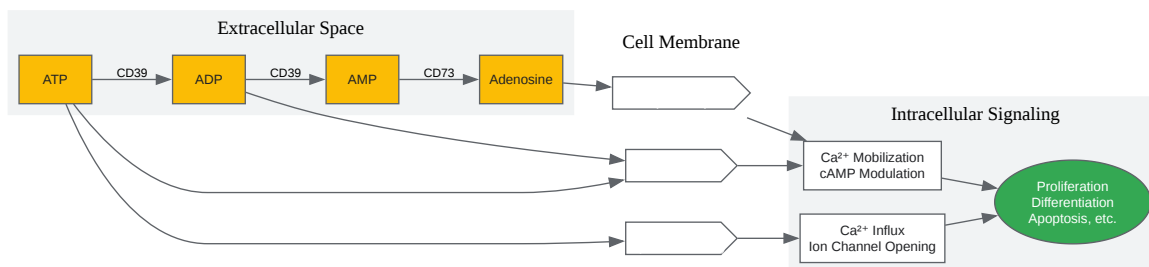 Extracellular Space
ATP
CD39
ADP
CD39
AMP
CD73
Adenosine
Cell Membrane
Intracellular Signaling
Ca²⁺ Mobilization
cAMP Modulation
Ca²⁺ Influx
Ion Channel Opening
Proliferation
Differentiation
Apoptosis, etc.